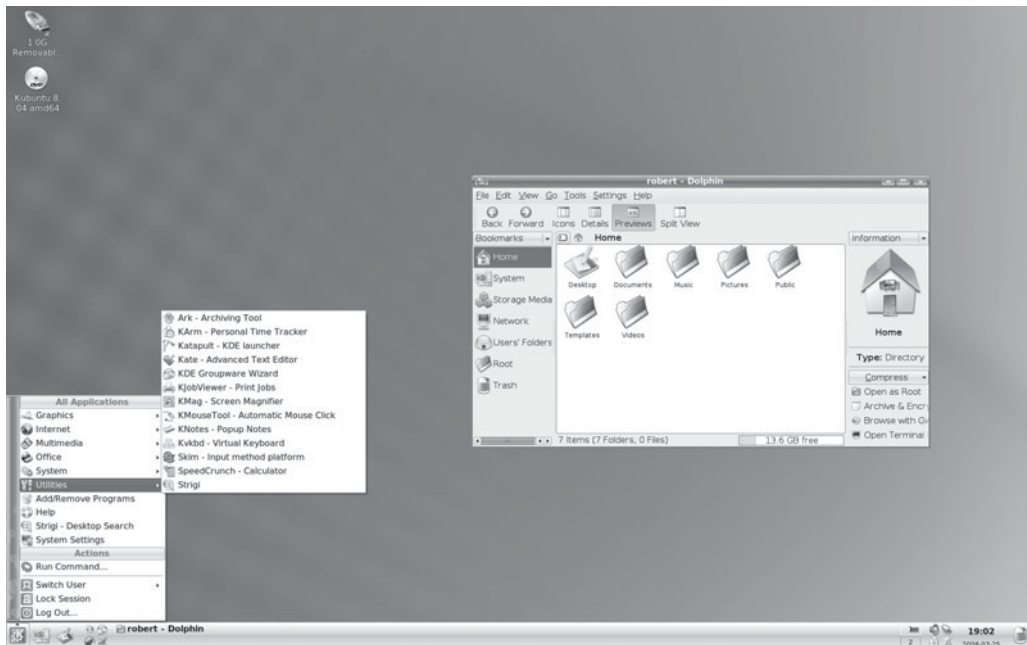 1.0G
Removabl...
Kubuntu 8.
04 amd64
robert - Dolphin
File Edit View Go Tools Settings Help
Back Forward Icons Details Previews Split View
Bookmarks
Home
Information
Home
System
Storage Media
Network
Users' Folders
Root
Trash
Desktop
Documents
Music
Pictures
Public
Templates
Videos
Home
Type: Directory
Compress
Open as Root
Archive & Encr
Browse with G
Open Terminal
7 Items (7 Folders, 0 Files)
13.6 GB free
Ark - Archiving Tool
KArm - Personal Time Tracker
Katapult - KDE launcher
Kate - Advanced Text Editor
KDE Groupware Wizard
KJobViewer - Print Jobs
KMag - Screen Magnifier
KMouseTool - Automatic Mouse Click
KNotes - Popup Notes
Kvkbd - Virtual Keyboard
Skim - Input method platform
SpeedCrunch - Calculator
Strigi
All Applications
Graphics
Internet
Multimedia
Office
System
Utilities
Add/Remove Programs
Help
Strigi - Desktop Search
System Settings
Actions
Run Command...
Switch User
Lock Session
Log Out...
robert - Dolphin
2
19:02
2008-03-25